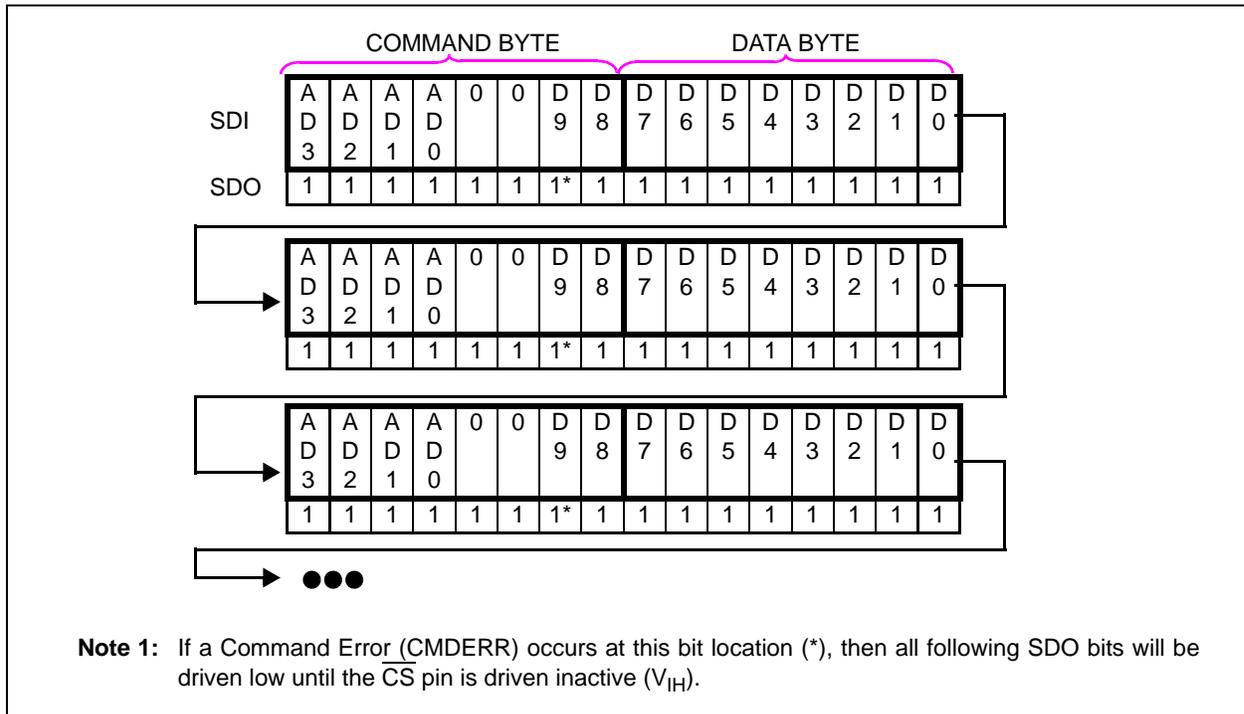 COMMAND BYTE DATA BYTE
SDI A A A A 0 0 D D D D D D D D D D
D D D D 9 8 7 6 5 4 3 2 1 0
3 2 1 0
SDO 1 1 1 1 1 1 1* 1 1 1 1 1 1 1 1 1
A A A A 0 0 D D D D D D D D D D
D D D D 9 8 7 6 5 4 3 2 1 0
3 2 1 0
1 1 1 1 1 1 1* 1 1 1 1 1 1 1 1 1
A A A A 0 0 D D D D D D D D D D
D D D D 9 8 7 6 5 4 3 2 1 0
3 2 1 0
1 1 1 1 1 1 1* 1 1 1 1 1 1 1 1 1
Note 1: If a Command Error (CMDERR) occurs at this bit location (*), then all following SDO bits will be
driven low until the CS pin is driven inactive (VIH).